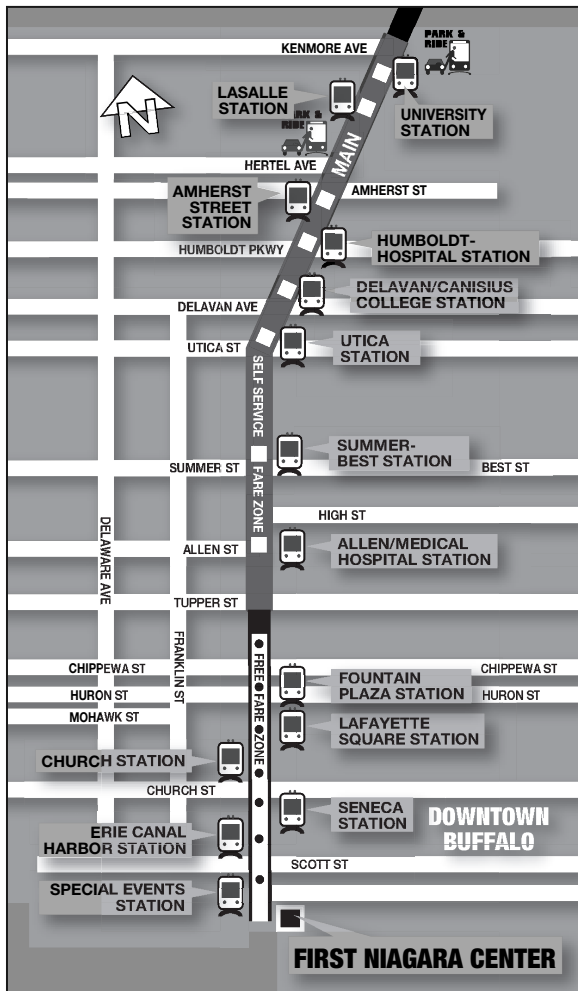 KENMORE AVE
PARK &
RIDE
LASALLE
STATION
UNIVERSITY
STATION
N
PARK &
RIDE
MAIN
HERTEL AVE
AMHERST
STREET
STATION
AMHERST ST
HUMBOLDT PKWY
HUMBOLDT-
HOSPITAL STATION
DELAVAN/CANISIUS
COLLEGE STATION
DELAVAN AVE
UTICA ST
UTICA
STATION
SELF SERVICE
FARE ZONE
SUMMER-
BEST STATION
SUMMER ST
BEST ST
HIGH ST
DELAWARE AVE
ALLEN ST
ALLEN/MEDICAL
HOSPITAL STATION
TUPPER ST
FRANKLIN ST
FREE FARE ZONE
CHIPPEWA ST
CHIPPEWA ST
FOUNTAIN
PLAZA STATION
HURON ST
HURON ST
MOHAWK ST
LAFAYETTE
SQUARE STATION
CHURCH STATION
CHURCH ST
SENECA
STATION
DOWNTOWN
BUFFALO
ERIE CANAL
HARBOR STATION
SCOTT ST
SPECIAL EVENTS
STATION
FIRST NIAGARA CENTER